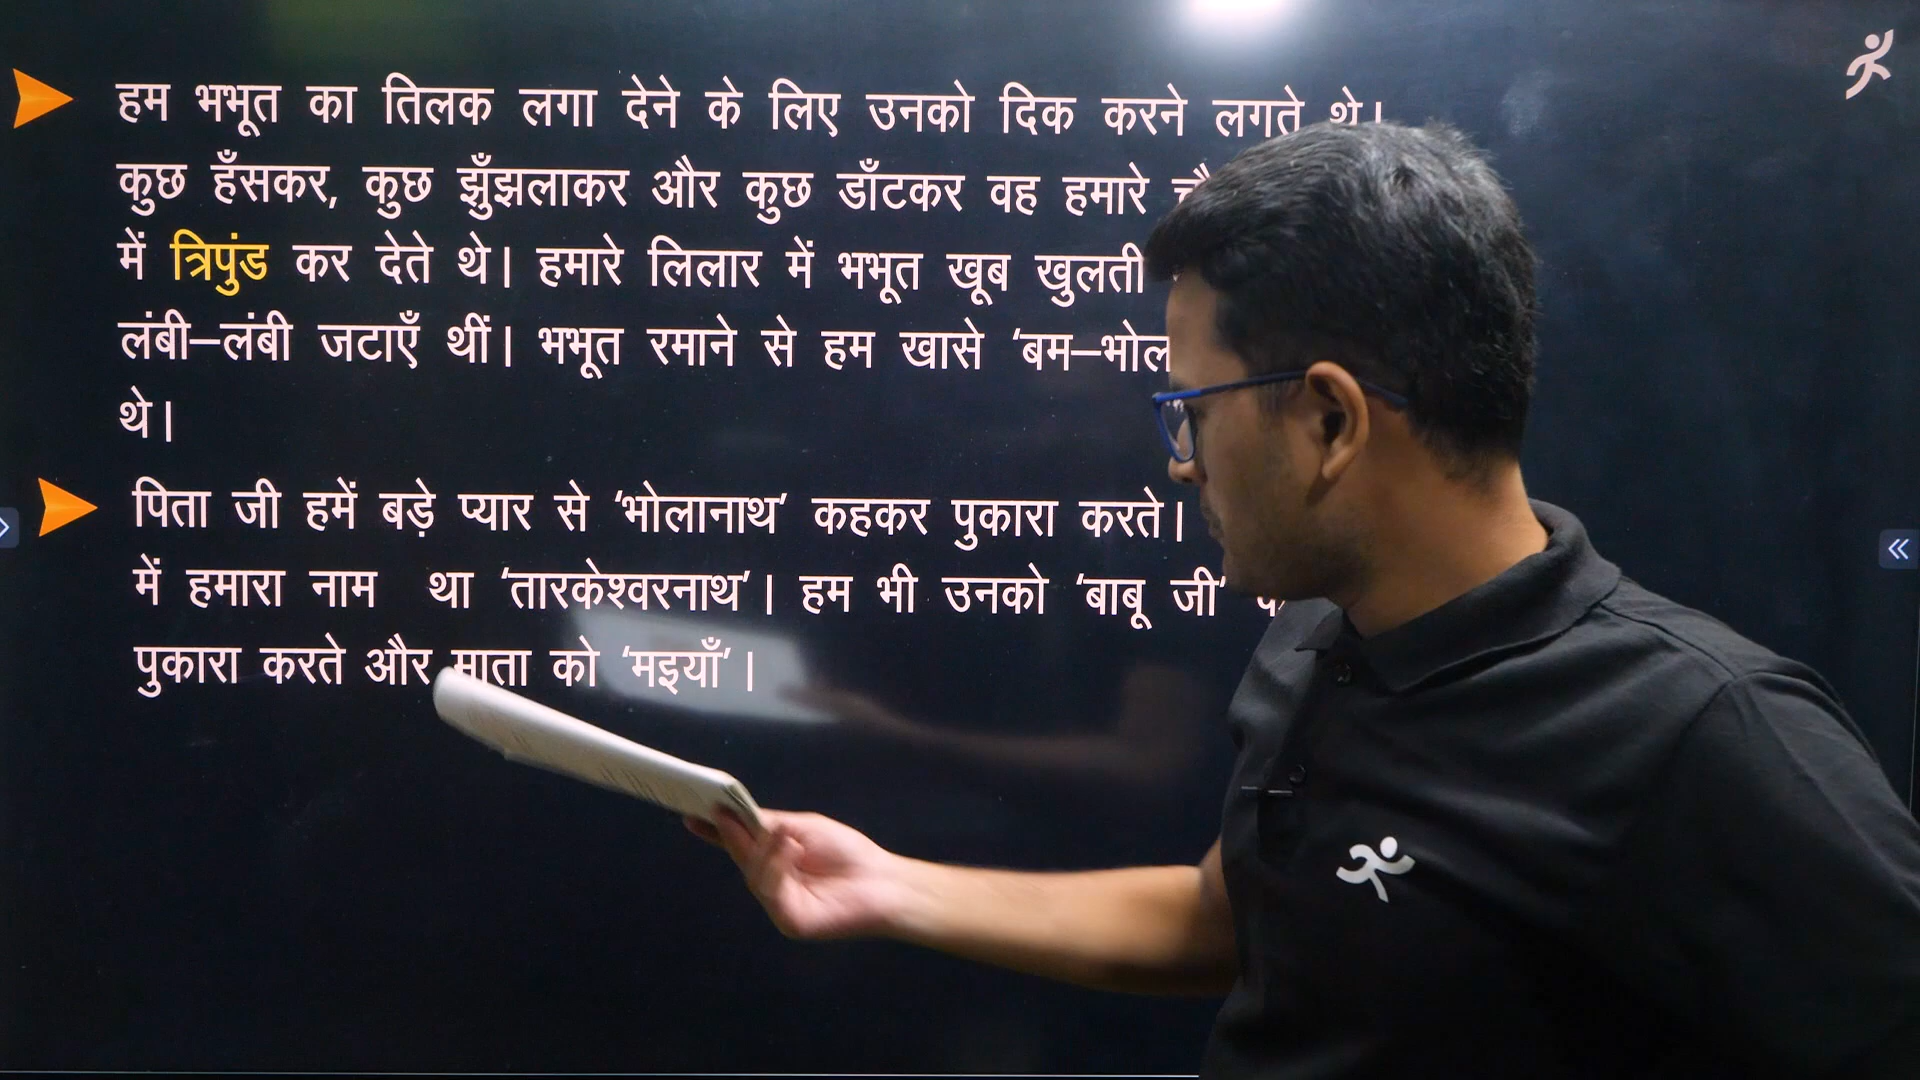 हम भभूत का तिलक लगा देने के लिए उनको दिक करने लगते थे।
कुछ हँसकर, कुछ झुँझलाकर और कुछ डाँटकर वह हमारे
में त्रिपुंड कर देते थे। हमारे लिलार में भभूत खूब खुलती
लंबी–लंबी जटाएँ थीं। भभूत रमाने से हम खासे ‘बम–भोल
थे।
पिता जी हमें बड़े प्यार से ‘भोलानाथ’ कहकर पुकारा करते।
में हमारा नाम था ‘तारकेश्वरनाथ’। हम भी उनको ‘बाबू जी’
पुकारा करते और माता को ‘मइयाँ’।